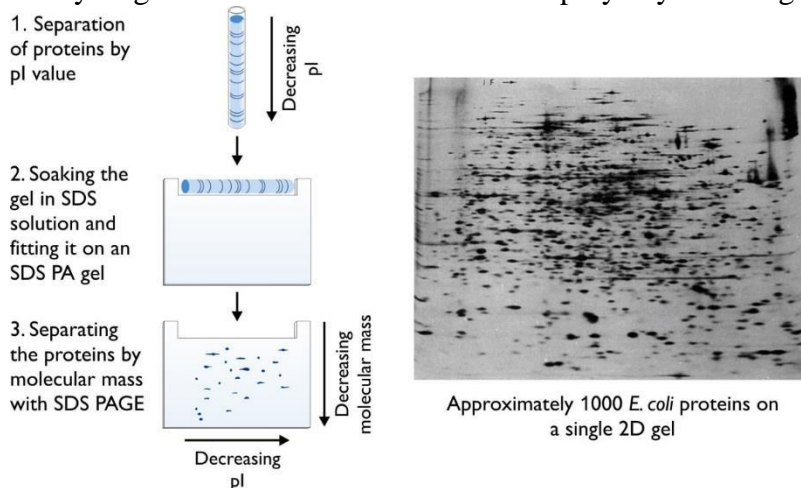 1. Separation
of proteins by
pI value
Decreasing
pI
2. Soaking the
gel in SDS
solution and
fitting it on an
SDS PA gel
3. Separating
the proteins by
molecular mass
with SDS PAGE
Decreasing
molecular mass
Decreasing
pI
Approximately 1000 E. coli proteins on
a single 2D gel